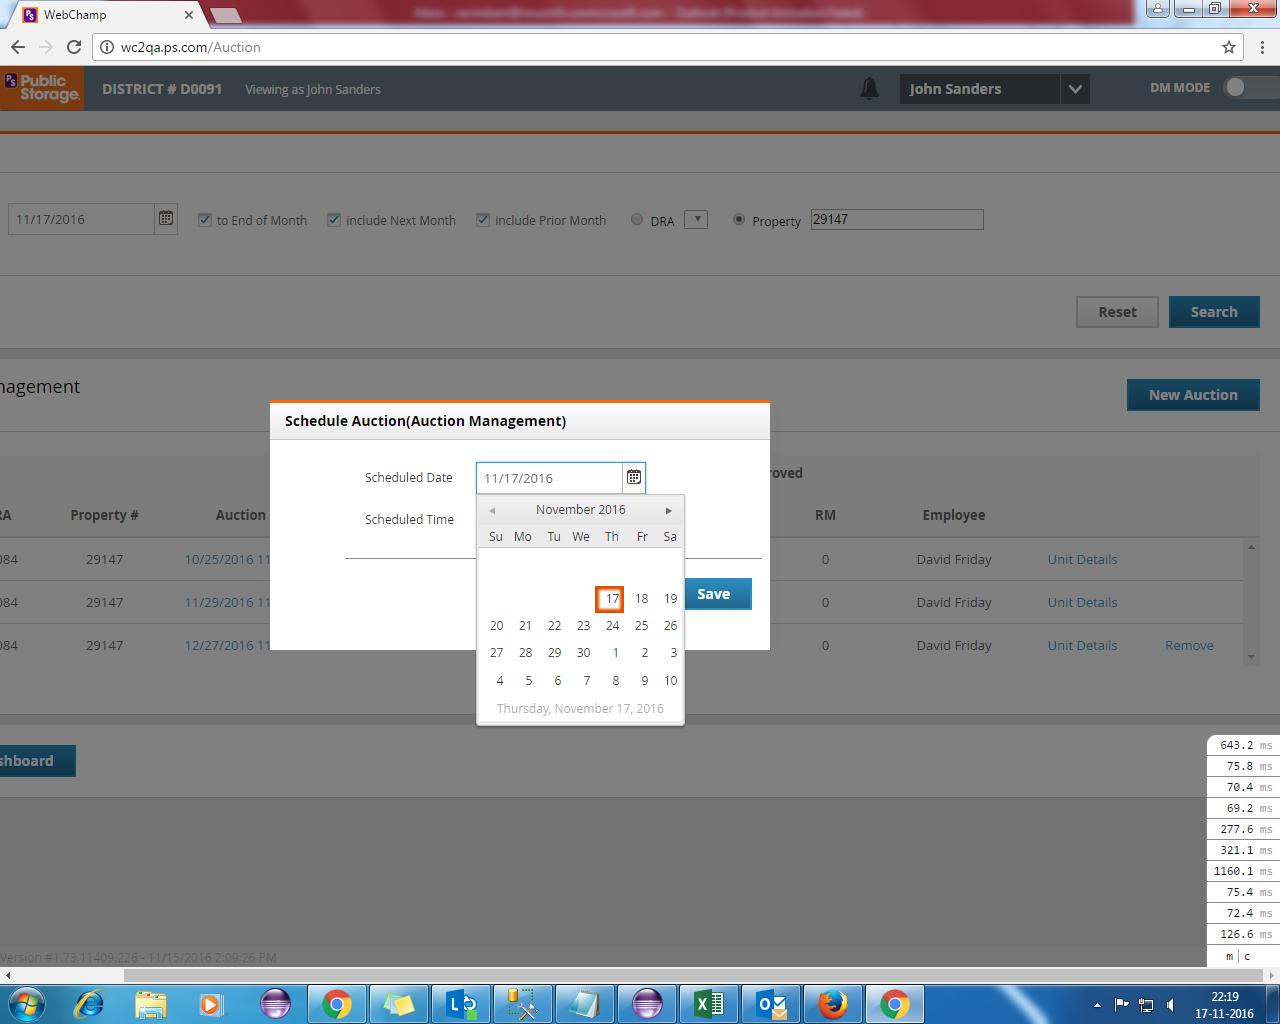 WebChamp
wc2qa.ps.com/Auction
PS Public Storage.
DISTRICT # D0091
Viewing as John Sanders
John Sanders
DM MODE
11/17/2016
to End of Month
include Next Month
include Prior Month
DRA
Property
29147
Reset
Search
nagement
New Auction
Schedule Auction(Auction Management)
Scheduled Date
11/17/2016
Scheduled Time
November 2016
Su Mo Tu We Th Fr Sa
17 18 19
20 21 22 23 24 25 26
27 28 29 30 1 2 3
4 5 6 7 8 9 10
Thursday, November 17, 2016
Save
roved
RA
Property #
Auction
RM
Employee
084 29147 10/25/2016 11 0 David Friday Unit Details
084 29147 11/29/2016 11 0 David Friday Unit Details
084 29147 12/27/2016 11 0 David Friday Unit Details Remove
shboard
643.2 ms
75.8 ms
70.4 ms
69.2 ms
277.6 ms
321.1 ms
1160.1 ms
75.4 ms
72.4 ms
126.6 ms
m | c
Version #1.73.11409.226 - 11/15/2016 2:09:26 PM
22:19
17-11-2016